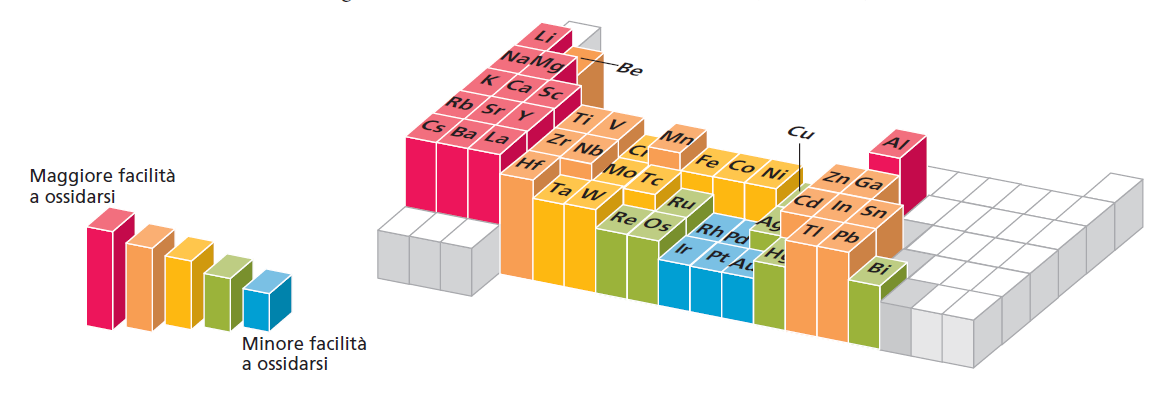 Li
Be
Na Mg
K Ca Sc
Rb Sr Y
Cs Ba La
Ti V
Mn
Zr Nb
Hf
Mo Tc
Fe Co Ni
Cu
Al
Zn Ga
Ta W
Ru
Cd In Sn
Re Os
Rh Pd
Tl Pb
Ir Pt
Bi
Maggiore facilità
a ossidarsi
Minore facilità
a ossidarsi